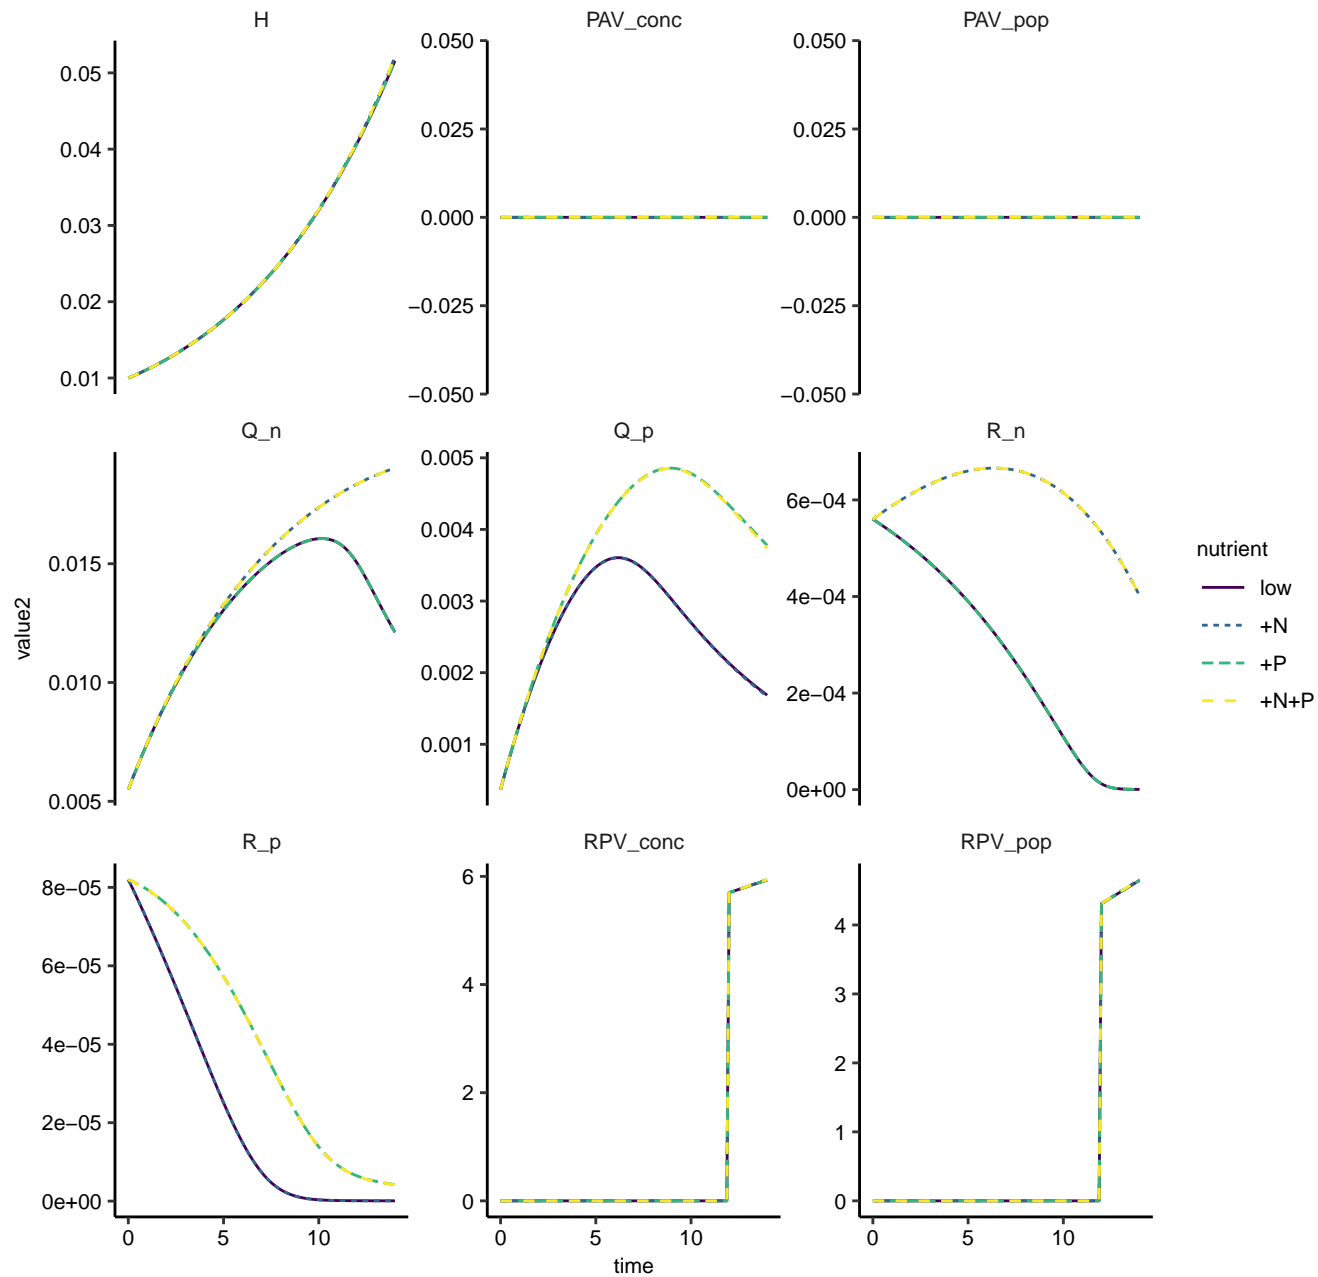 H
PAV_conc
PAV_pop
0.05
0.04
0.03
0.02
0.01
0.050
0.025
0.000
−0.025
−0.050
0.050
0.025
0.000
−0.025
−0.050
Q_n
Q_p
R_n
0.015
0.010
0.005
0.005
0.004
0.003
0.002
0.001
6e−04
4e−04
2e−04
0e+00
value2
nutrient
low
+N
+P
+N+P
R_p
RPV_conc
RPV_pop
8e−05
6e−05
4e−05
2e−05
0e+00
6
4
2
0
4
3
2
1
0
0 5 10
0 5 10
0 5 10
time